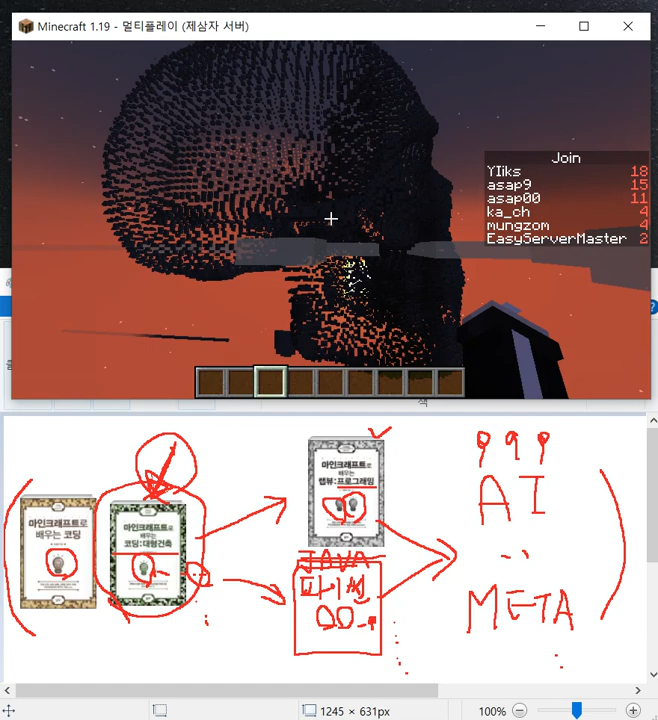 Minecraft 1.19 - 멀티플레이 (제삼자 서버)
Join
YIiks 18
asap9 15
asap00 11
ka_ch 4
mungzom 4
EasyServerMaster 2
색
마인크래프트로
배우는 코딩
마인크래프트로
배우는
코딩:대형건축
마인크래프트로
배우는
랩뷰:프로그래밍
JAVA
파이썬
AI
META
1245 × 631px
100%